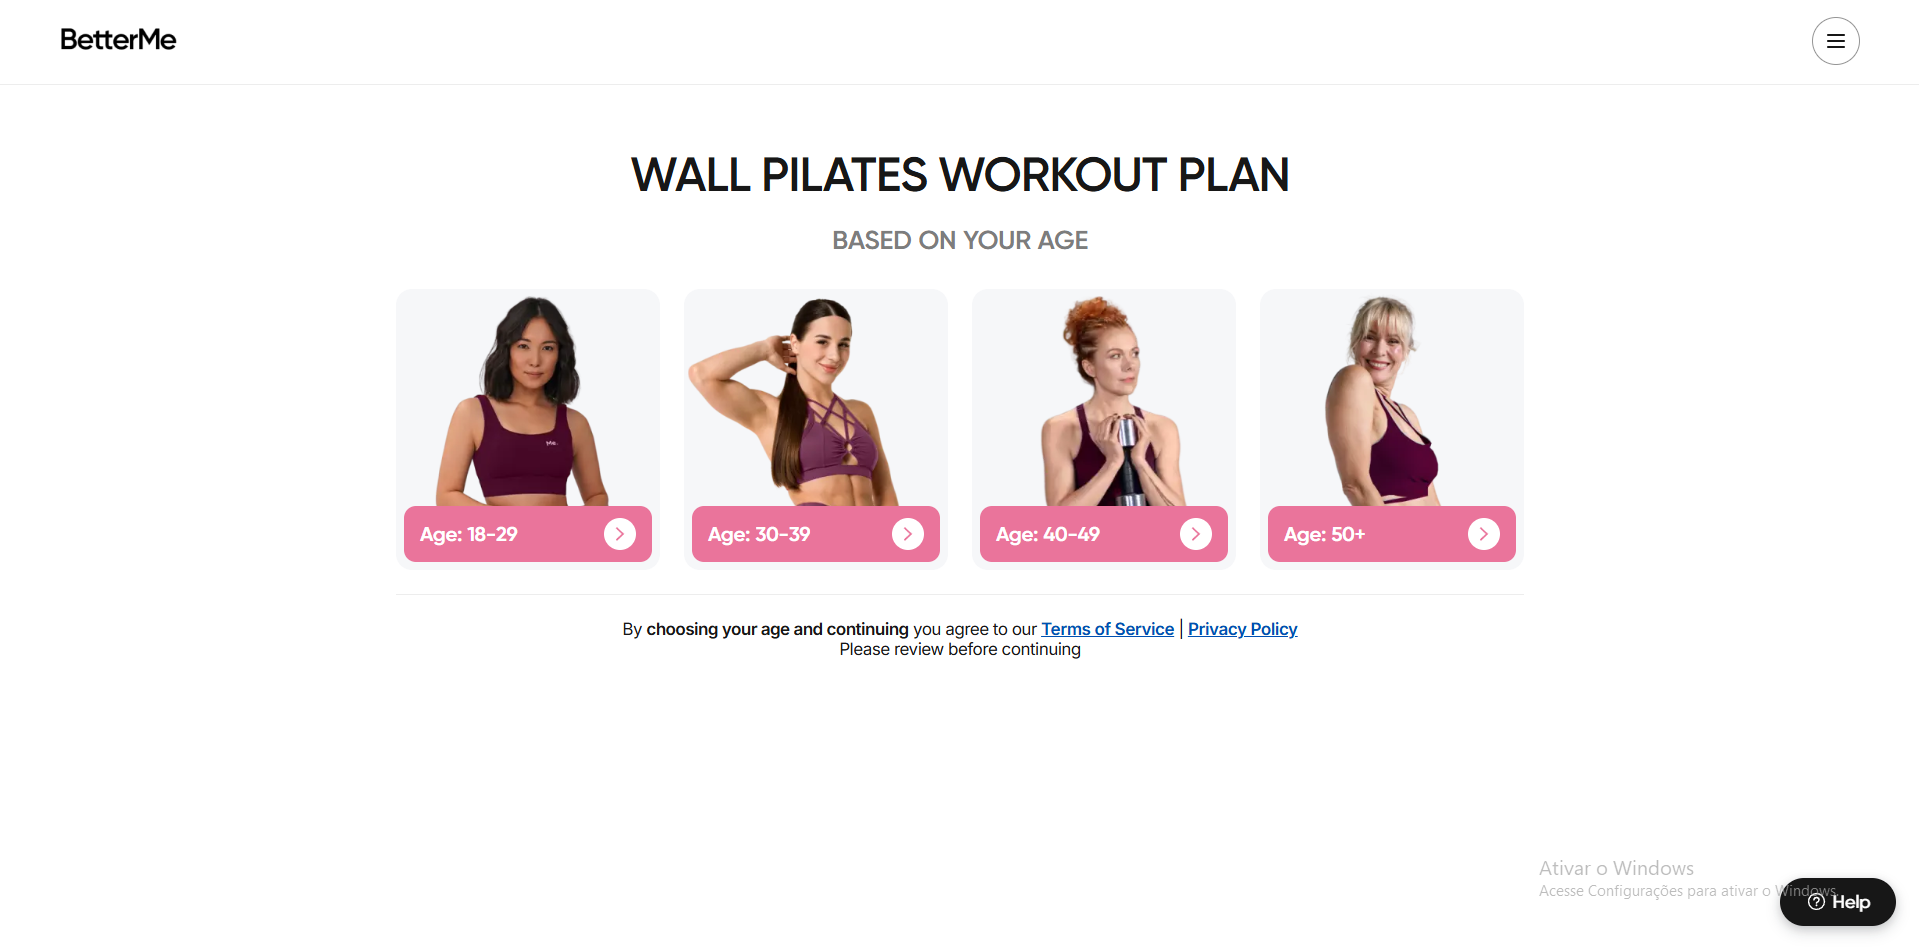 BetterMe
WALL PILATES WORKOUT PLAN
BASED ON YOUR AGE
Me.
Age: 18-29
Age: 30-39
Age: 40-49
Age: 50+
By choosing your age and continuing you agree to our Terms of Service | Privacy Policy
Please review before continuing
Ativar o Windows
Acesse Configurações para ativar o Windows.
Help